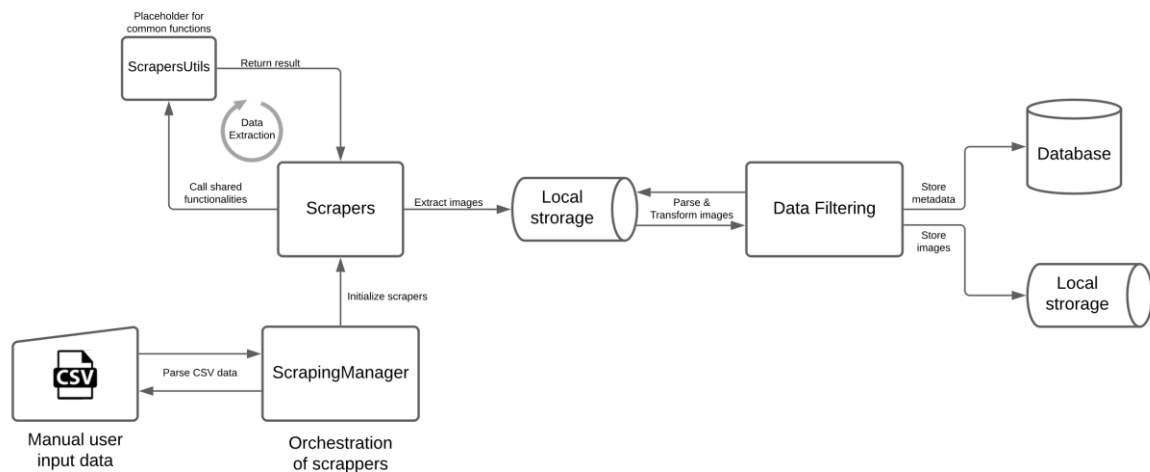 Placeholder for
common functions
ScrapersUtils
Return result
Data
Extraction
Call shared
functionalities
Scrapers
Extract images
Local
strorage
Parse &
Transform images
Data Filtering
Store
metadata
Database
Store
images
Local
strorage
Initialize scrapers
CSV
Parse CSV data
ScrapingManager
Manual user
input data
Orchestration
of scrappers